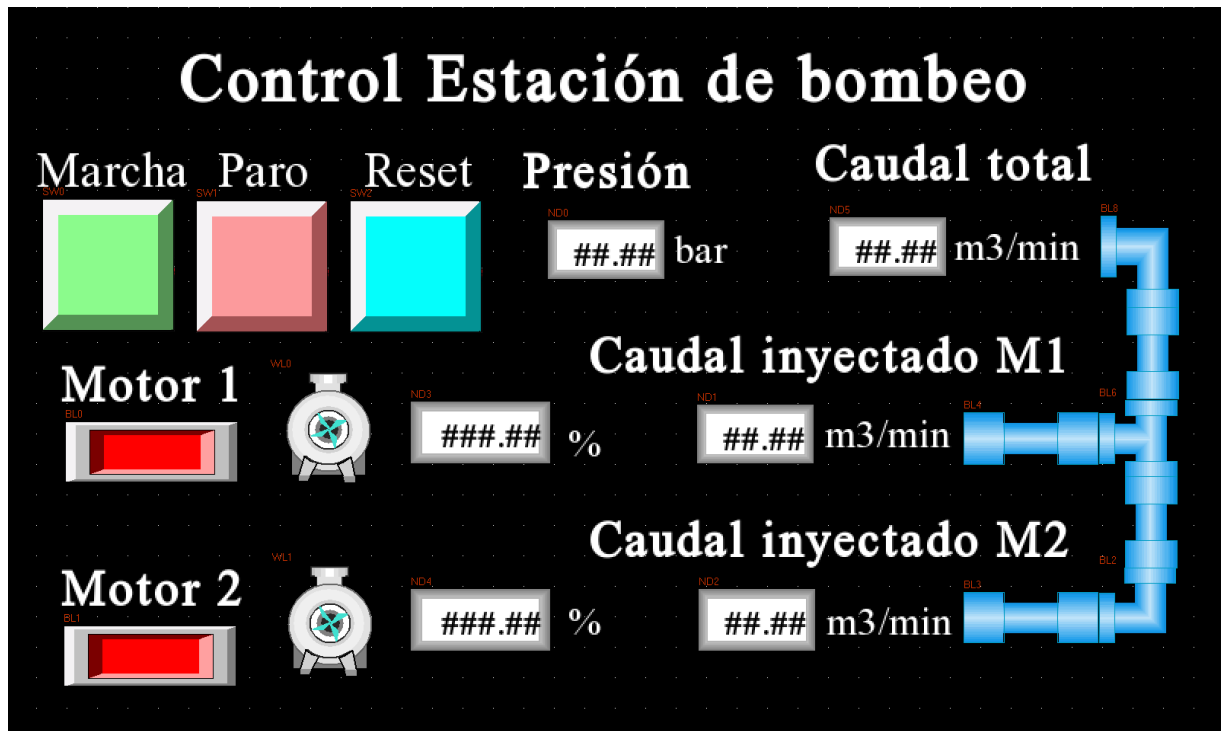 Control Estación de bombeo
Marcha Paro Reset Presión Caudal total
SW0 SW1 SW2 ND0 ND5 BL8
##.## bar ##.## m3/min
Caudal inyectado M1
Motor 1 WL0 ND3 ND1 BL4 BL6
BL0 ###.## % ##.## m3/min
Caudal inyectado M2
Motor 2 WL1 ND4 ND2 BL3 BL2
BL1 ###.## % ##.## m3/min